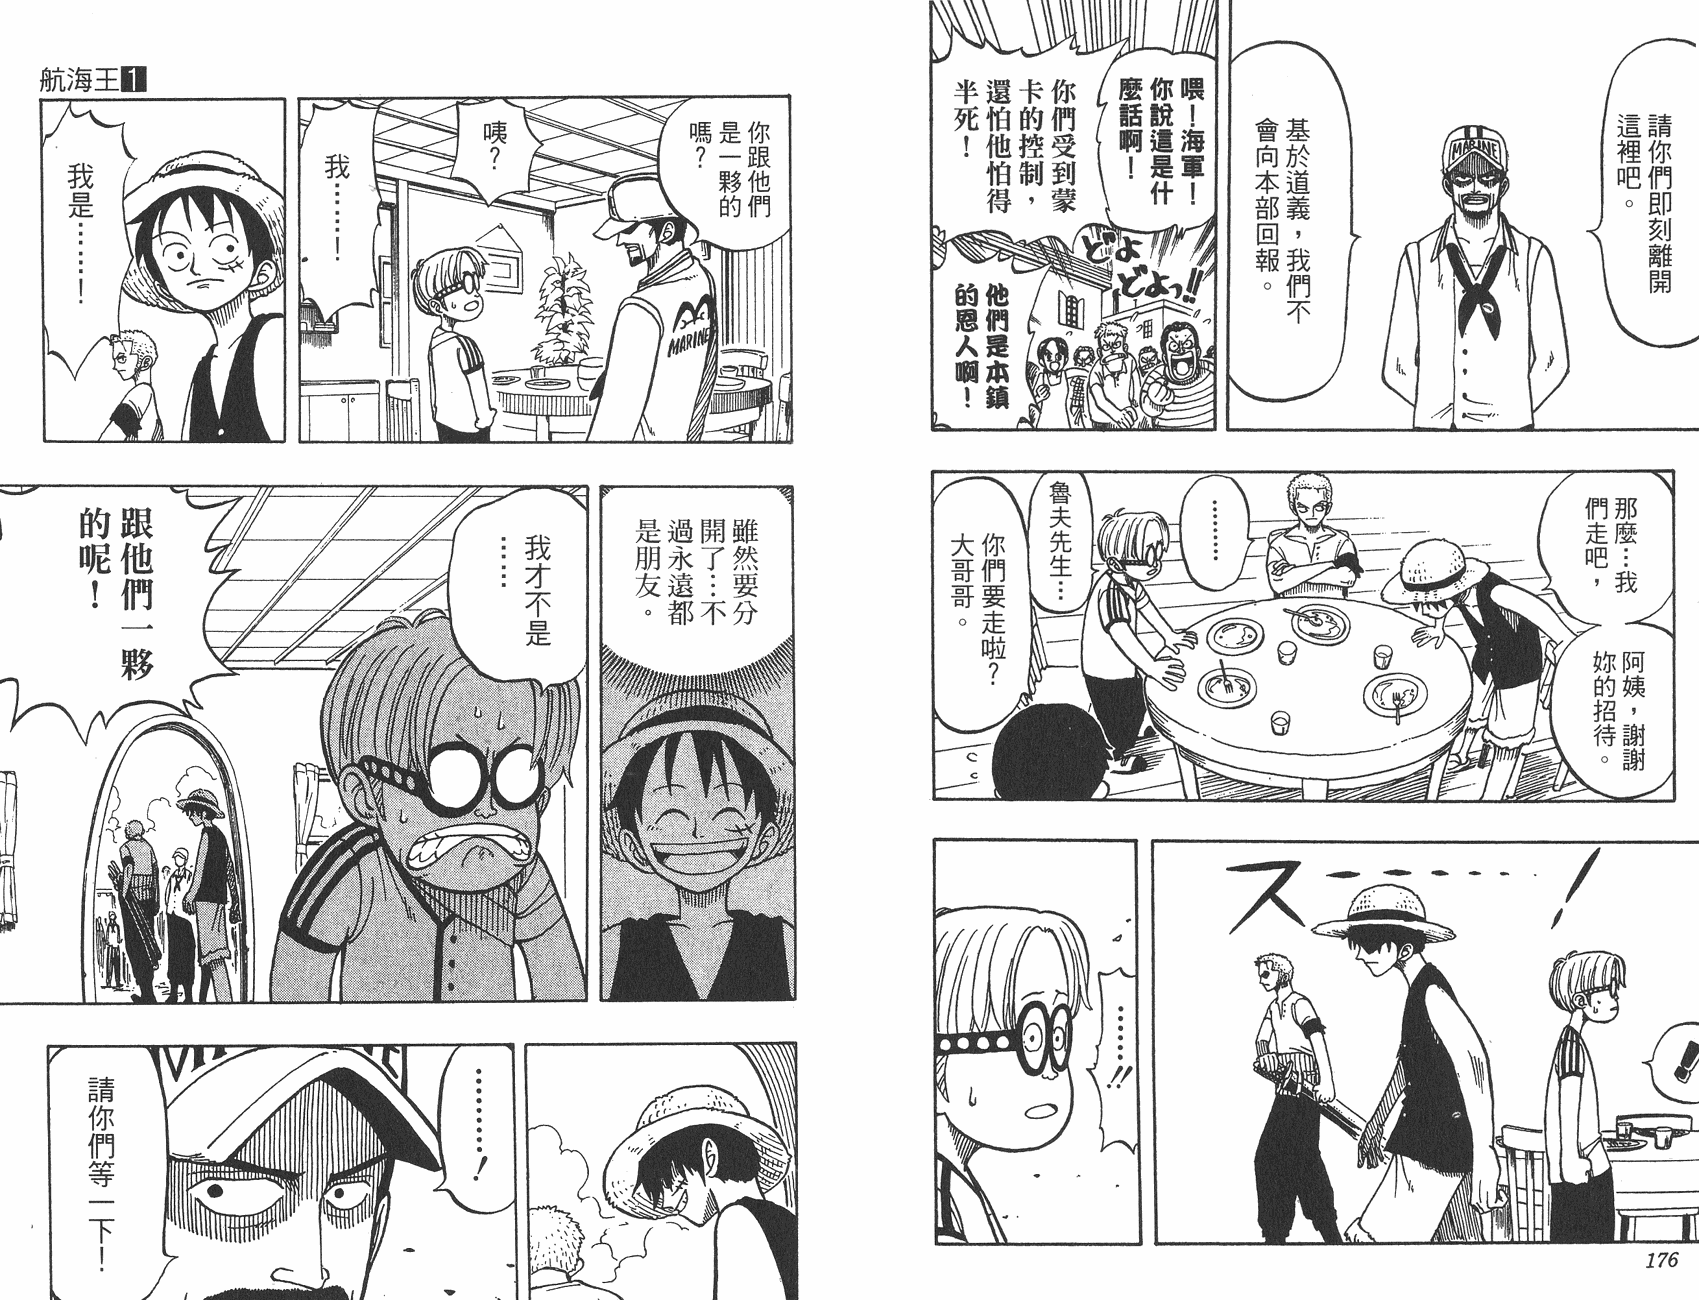 請你們即刻離開
這裡吧。
MARINE
基於道義，我們不
會向本部回報。
喂！海軍！
你說這是什
麼話啊！
你們受到蒙
卡的控制，
還怕他怕得
半死！
どよ
どよっ!!
他們是本鎮
的恩人啊！
那麼…我
們走吧，
阿姨，謝謝
妳的招待。
………
魯夫先生…
你們要走啦？
大哥哥。
スーッ
!
……!!
176
航海王1
你跟他們
是一夥的
嗎？
咦？
我……！
MARINE
我是………！
雖然要分
開了…不
過永遠都
是朋友。
我才不是
……
跟他們一夥
的呢！
………！
請你們等一下！